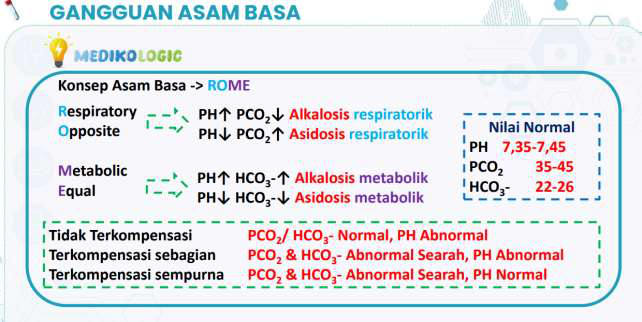 GANGGUAN ASAM BASA
MEDIKOLOGIC
Konsep Asam Basa -> ROME
Respiratory
Opposite
PH↑ PCO₂↓ Alkalosis respiratorik
PH↓ PCO₂↑ Asidosis respiratorik
Metabolic
Equal
PH↑ HCO₃-↑ Alkalosis metabolik
PH↓ HCO₃-↓ Asidosis metabolik
Nilai Normal
PH 7,35-7,45
PCO₂ 35-45
HCO₃- 22-26
Tidak Terkompensasi PCO₂/ HCO₃- Normal, PH Abnormal
Terkompensasi sebagian PCO₂ & HCO₃- Abnormal Searah, PH Abnormal
Terkompensasi sempurna PCO₂ & HCO₃- Abnormal Searah, PH Normal